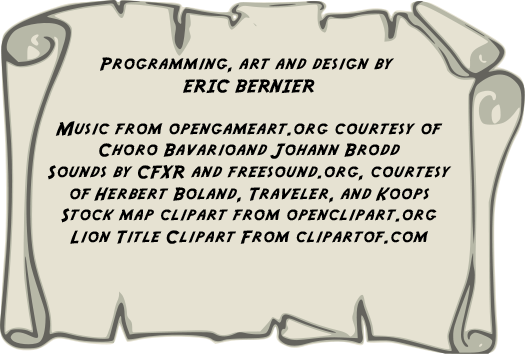 Programming, art and design by
ERIC BERNIER
Music from opengameart.org courtesy of
Choro Bavarioand Johann Brodd
Sounds by CFXR and freesound.org, courtesy
of Herbert Boland, Traveler, and Koops
Stock map clipart from openclipart.org
Lion Title Clipart From clipartof.com